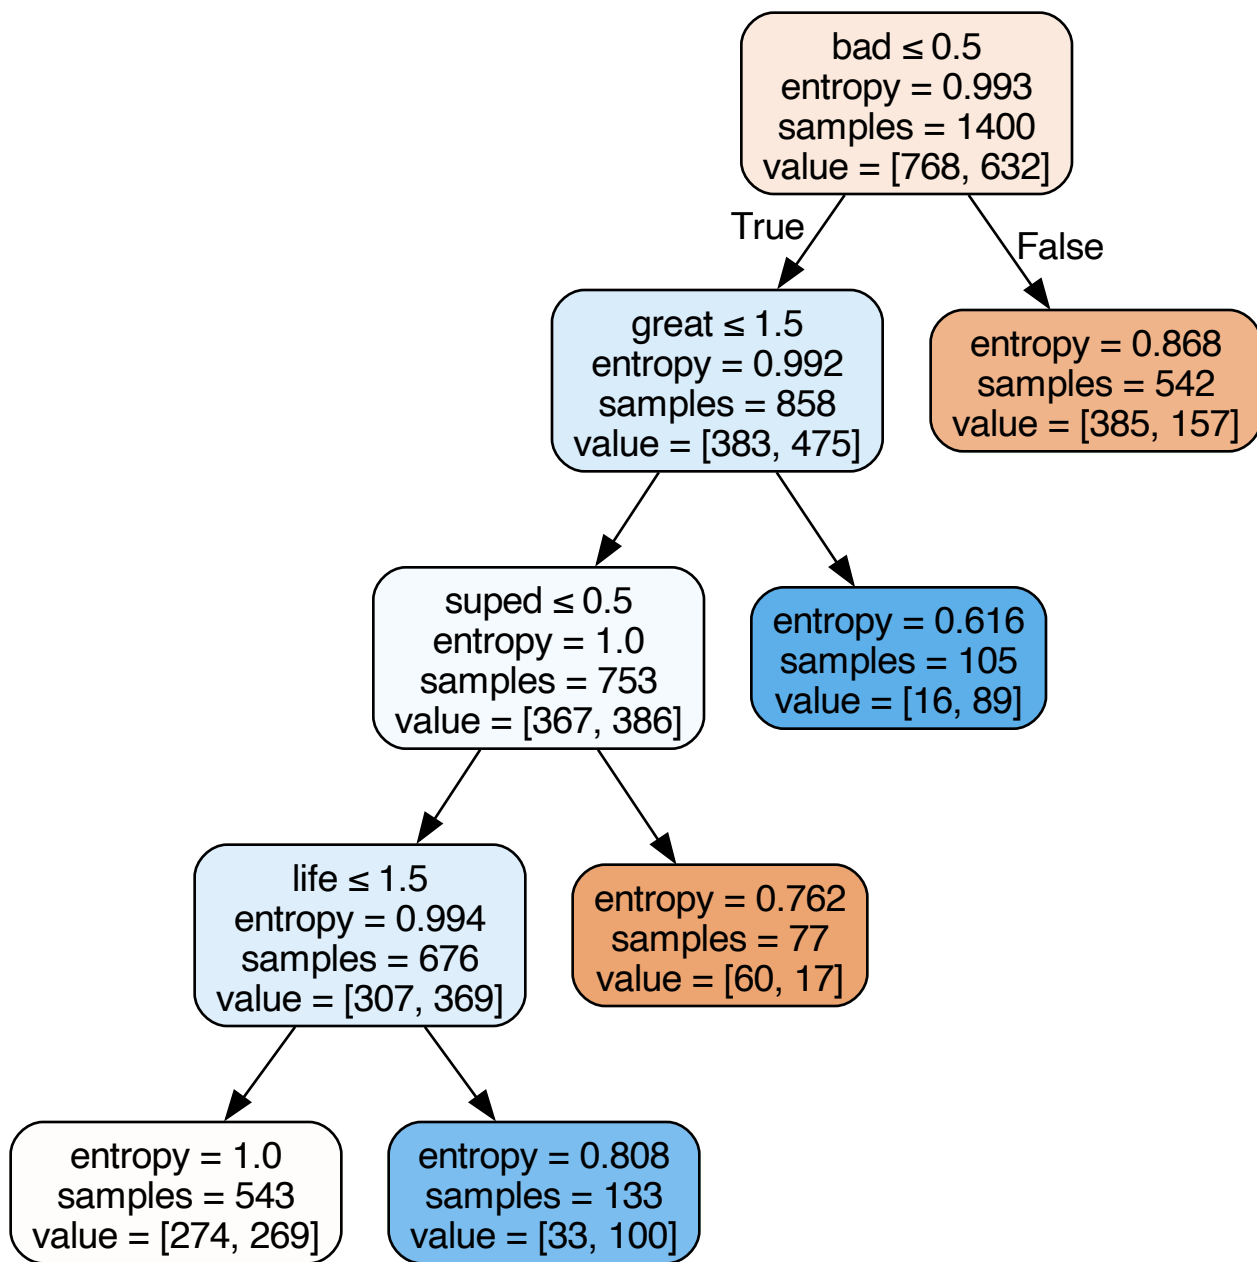 bad ≤ 0.5
entropy = 0.993
samples = 1400
value = [768, 632]
True
False
great ≤ 1.5
entropy = 0.992
samples = 858
value = [383, 475]
entropy = 0.868
samples = 542
value = [385, 157]
suped ≤ 0.5
entropy = 1.0
samples = 753
value = [367, 386]
entropy = 0.616
samples = 105
value = [16, 89]
life ≤ 1.5
entropy = 0.994
samples = 676
value = [307, 369]
entropy = 0.762
samples = 77
value = [60, 17]
entropy = 1.0
samples = 543
value = [274, 269]
entropy = 0.808
samples = 133
value = [33, 100]